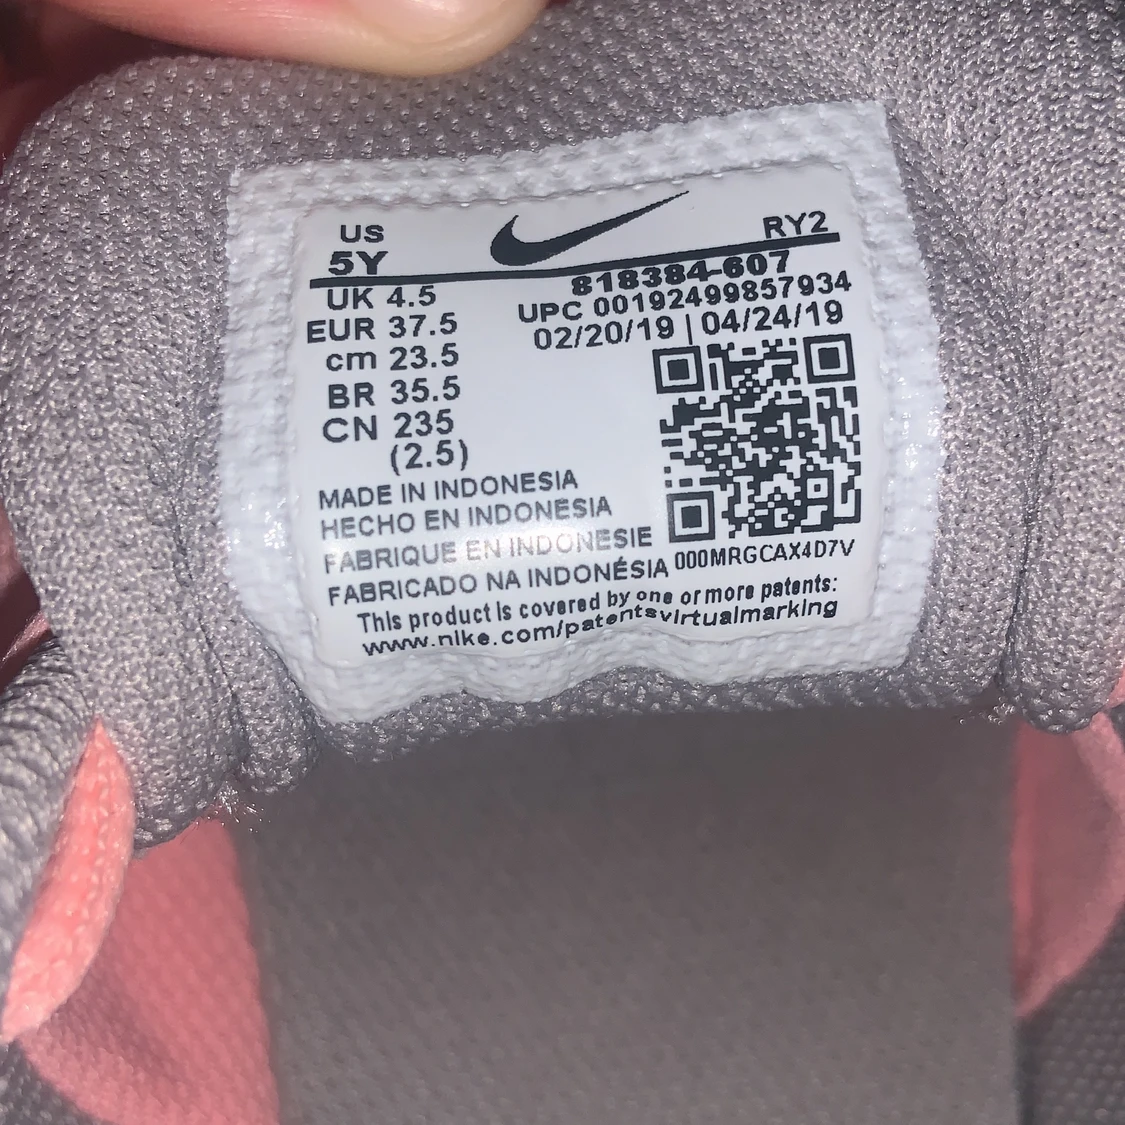 US
5Y
RY2
818384-607
UPC 00192499857934
02/20/19 | 04/24/19
UK 4.5
EUR 37.5
cm 23.5
BR 35.5
CN 235
(2.5)
MADE IN INDONESIA
HECHO EN INDONESIA
FABRIQUE EN INDONESIE
FABRICADO NA INDONÉSIA
000MRGCAX4D7V
This product is covered by one or more patents:
www.nike.com/patentsvirtualmarking